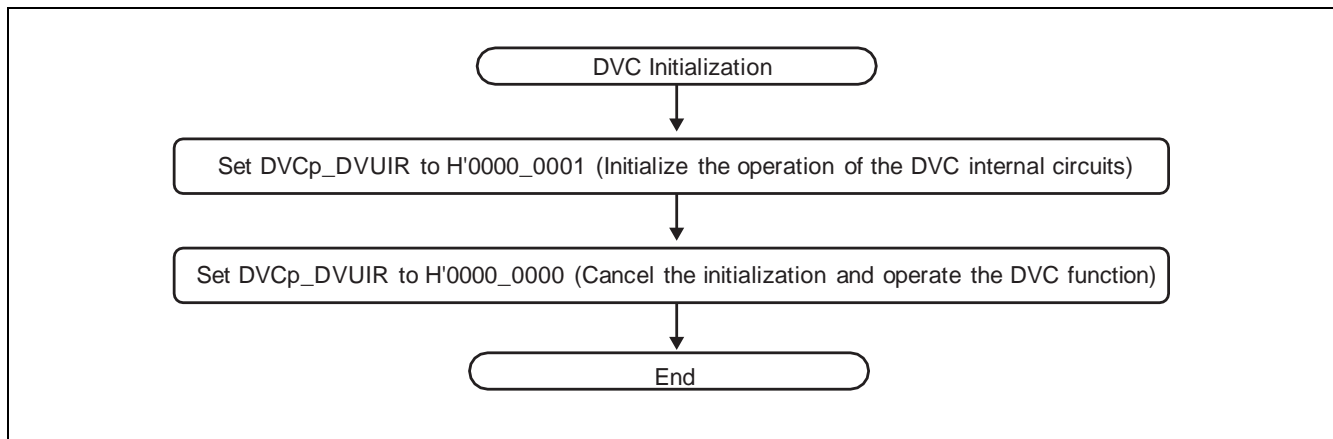 DVC Initialization
Set DVCp_DVUIR to H'0000_0001 (Initialize the operation of the DVC internal circuits)
Set DVCp_DVUIR to H'0000_0000 (Cancel the initialization and operate the DVC function)
End